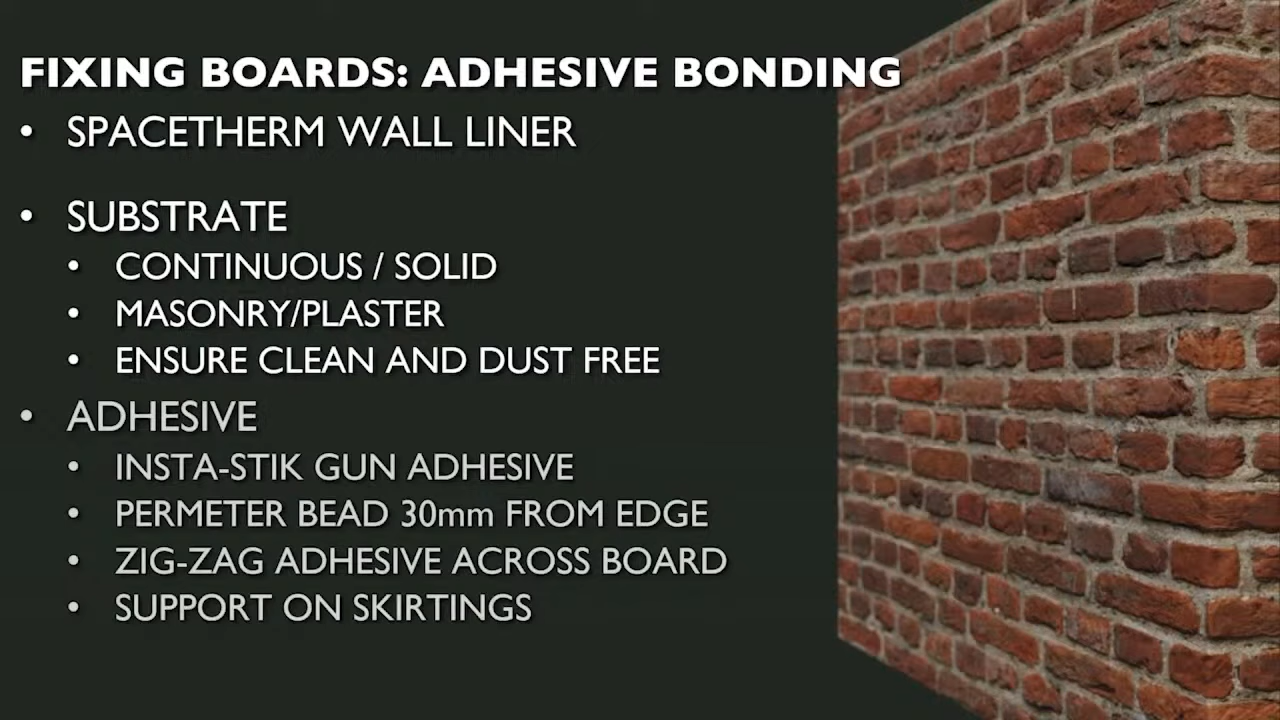 FIXING BOARDS: ADHESIVE BONDING
• SPACETHERM WALL LINER
• SUBSTRATE
• CONTINUOUS / SOLID
• MASONRY/PLASTER
• ENSURE CLEAN AND DUST FREE
• ADHESIVE
• INSTA-STIK GUN ADHESIVE
• PERMETER BEAD 30mm FROM EDGE
• ZIG-ZAG ADHESIVE ACROSS BOARD
• SUPPORT ON SKIRTINGS